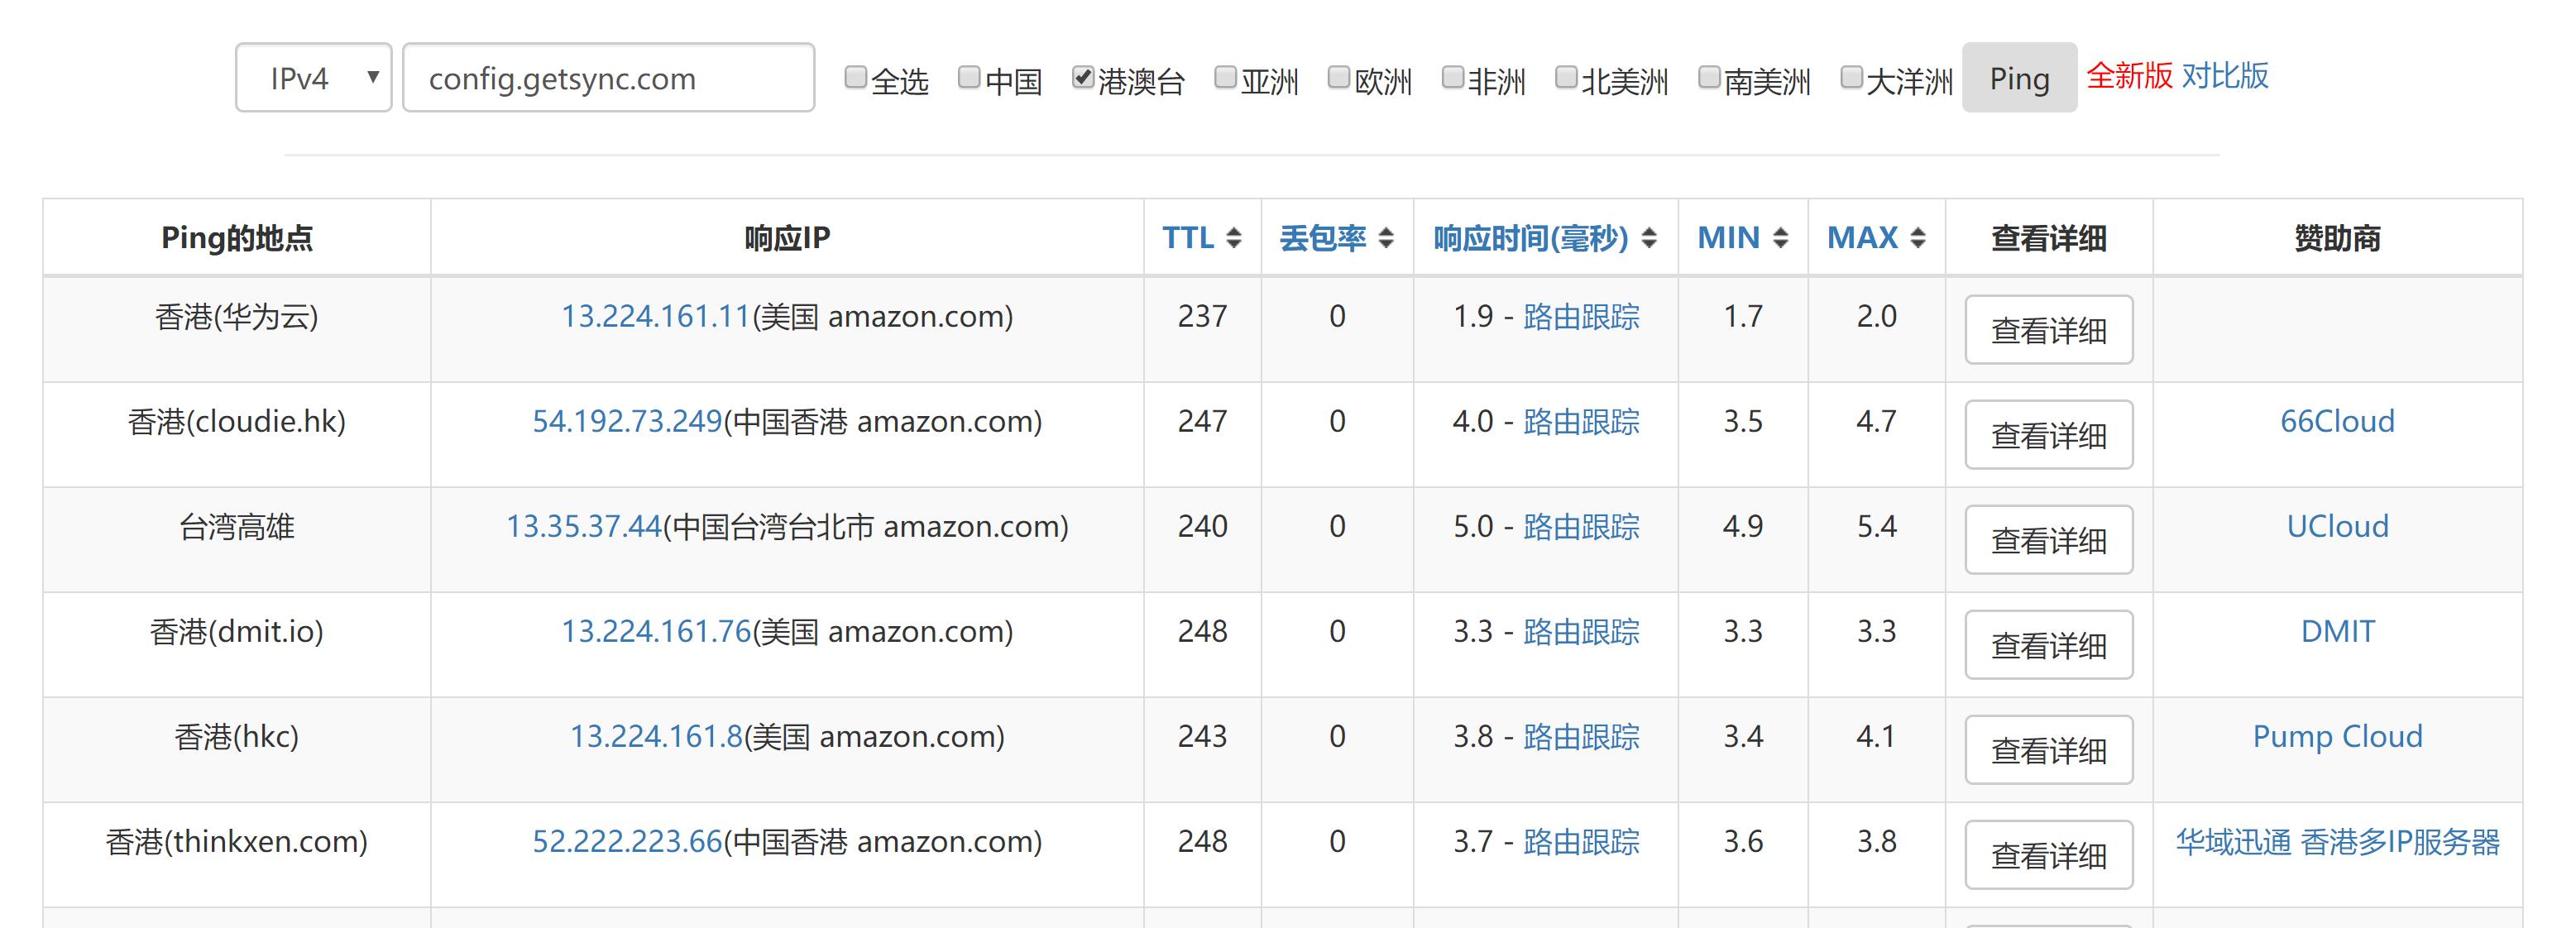 IPv4 config.getsync.com 全选 中国 港澳台 亚洲 欧洲 非洲 北美洲 南美洲 大洋洲 Ping 全新版 对比版
Ping的地点 响应IP TTL 丢包率 响应时间(毫秒) MIN MAX 查看详细 赞助商
香港(华为云) 13.224.161.11(美国 amazon.com) 237 0 1.9 - 路由跟踪 1.7 2.0 查看详细
香港(cloudie.hk) 54.192.73.249(中国香港 amazon.com) 247 0 4.0 - 路由跟踪 3.5 4.7 查看详细 66Cloud
台湾高雄 13.35.37.44(中国台湾台北市 amazon.com) 240 0 5.0 - 路由跟踪 4.9 5.4 查看详细 UCloud
香港(dmit.io) 13.224.161.76(美国 amazon.com) 248 0 3.3 - 路由跟踪 3.3 3.3 查看详细 DMIT
香港(hkc) 13.224.161.8(美国 amazon.com) 243 0 3.8 - 路由跟踪 3.4 4.1 查看详细 Pump Cloud
香港(thinkxen.com) 52.222.223.66(中国香港 amazon.com) 248 0 3.7 - 路由跟踪 3.6 3.8 查看详细 华域迅通 香港多IP服务器